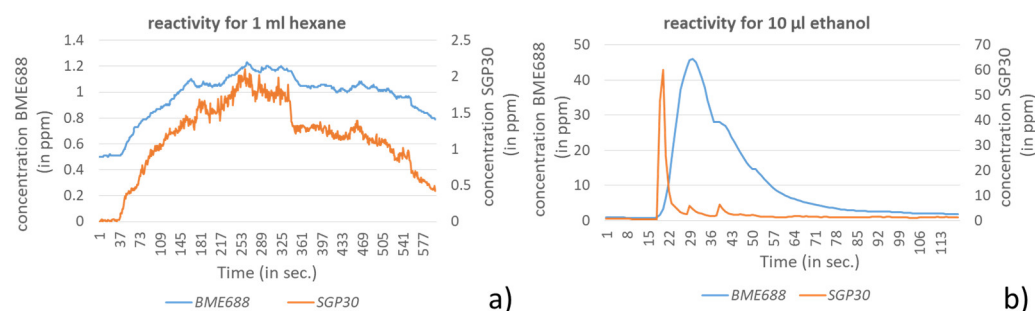 reactivity for 1 ml hexane
concentration BME688
(in ppm)
1.4
1.2
1
0.8
0.6
0.4
0.2
0
2.5
2
1.5
1
0.5
0
concentration SGP30
(in ppm)
1 37 73 109 145 181 217 253 289 325 361 397 433 469 505 541 577
Time (in sec.)
BME688 SGP30
a)
reactivity for 10 µl ethanol
concentration BME688
(in ppm)
50
40
30
20
10
0
70
60
50
40
30
20
10
0
concentration SGP30
(in ppm)
1 8 15 22 29 36 43 50 57 64 71 78 85 92 99 106 113
Time (in sec.)
BME688 SGP30
b)